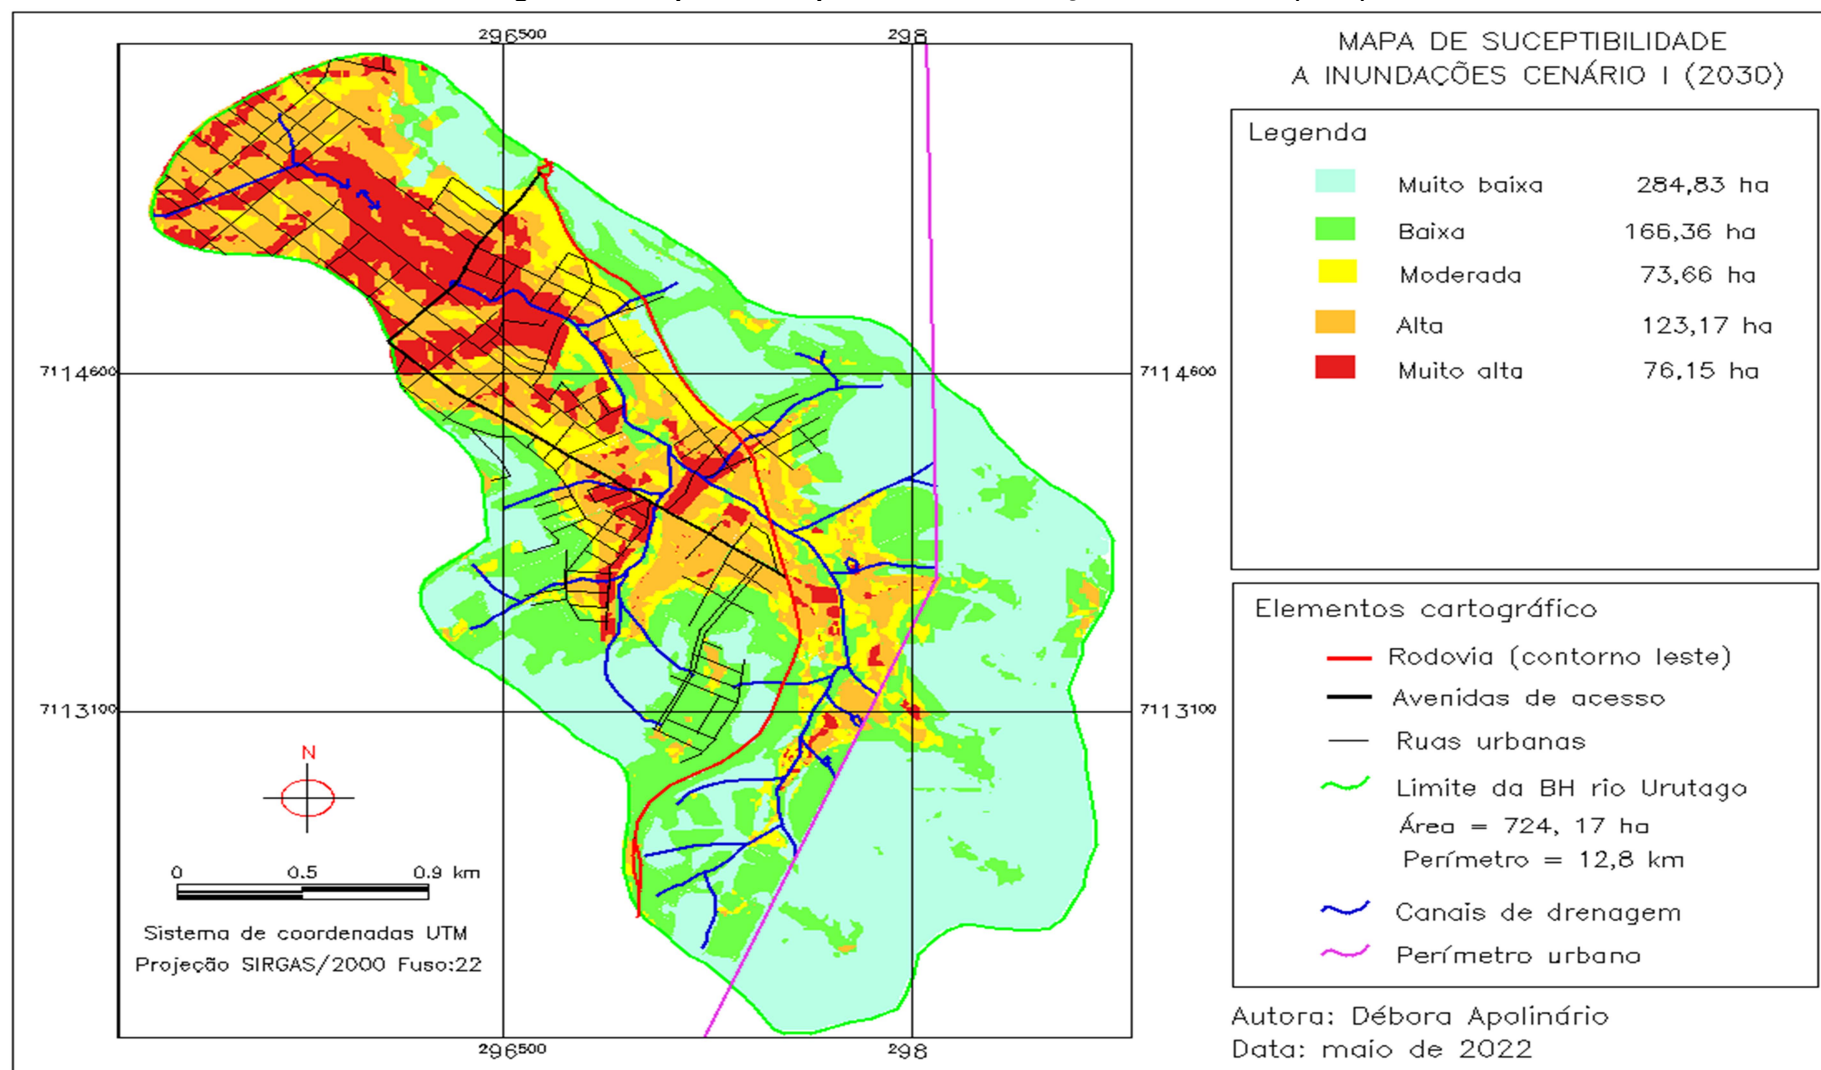 296500
298
MAPA DE SUCEPTIBILIDADE
A INUNDAÇÕES CENÁRIO I (2030)
Legenda
Muito baixa 284,83 ha
Baixa 166,36 ha
Moderada 73,66 ha
Alta 123,17 ha
Muito alta 76,15 ha
7114600
7114600
Elementos cartográfico
Rodovia (contorno leste)
Avenidas de acesso
Ruas urbanas
Limite da BH rio Urutago
Área = 724, 17 ha
Perímetro = 12,8 km
Canais de drenagem
Perímetro urbana
7113100
7113100
N
0 0.5 0.9 km
Sistema de coordenadas UTM
Projeção SIRGAS/2000 Fuso:22
296500
298
Autora: Débora Apolinário
Data: maio de 2022